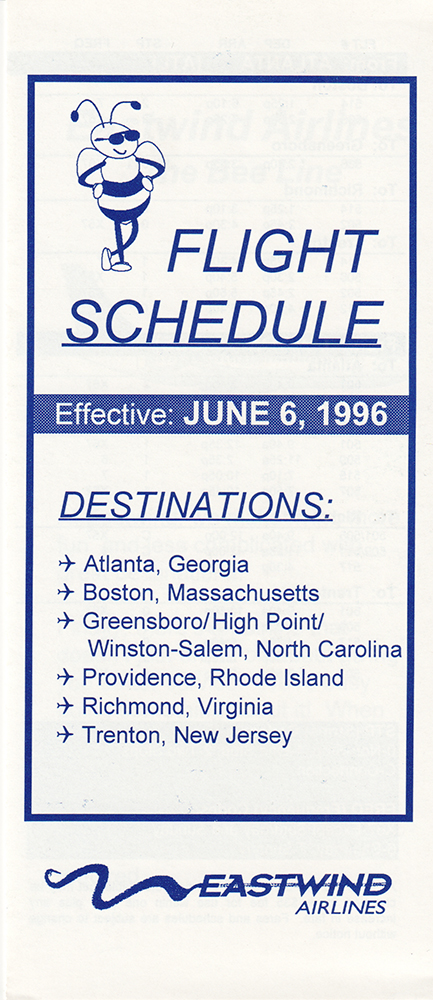 FLIGHT
SCHEDULE
Effective: JUNE 6, 1996
DESTINATIONS:
✈ Atlanta, Georgia
✈ Boston, Massachusetts
✈ Greensboro/High Point/
Winston-Salem, North Carolina
✈ Providence, Rhode Island
✈ Richmond, Virginia
✈ Trenton, New Jersey
EASTWIND
AIRLINES